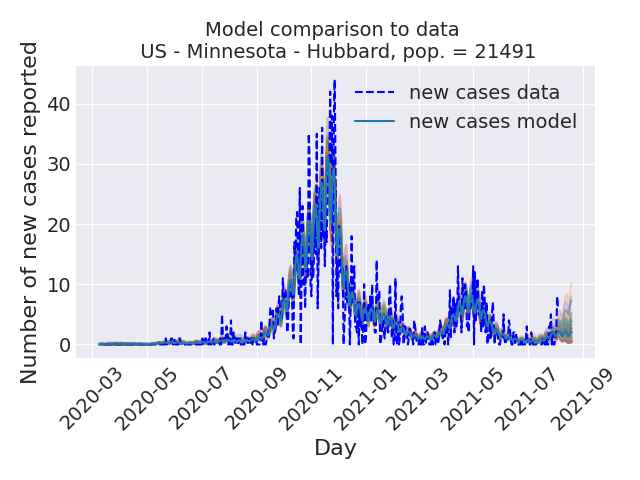 Model comparison to data
US - Minnesota - Hubbard, pop. = 21491
Number of new cases reported
40
30
20
10
0
new cases data
new cases model
2020-03
2020-05
2020-07
2020-09
2020-11
2021-01
2021-03
2021-05
2021-07
2021-09
Day